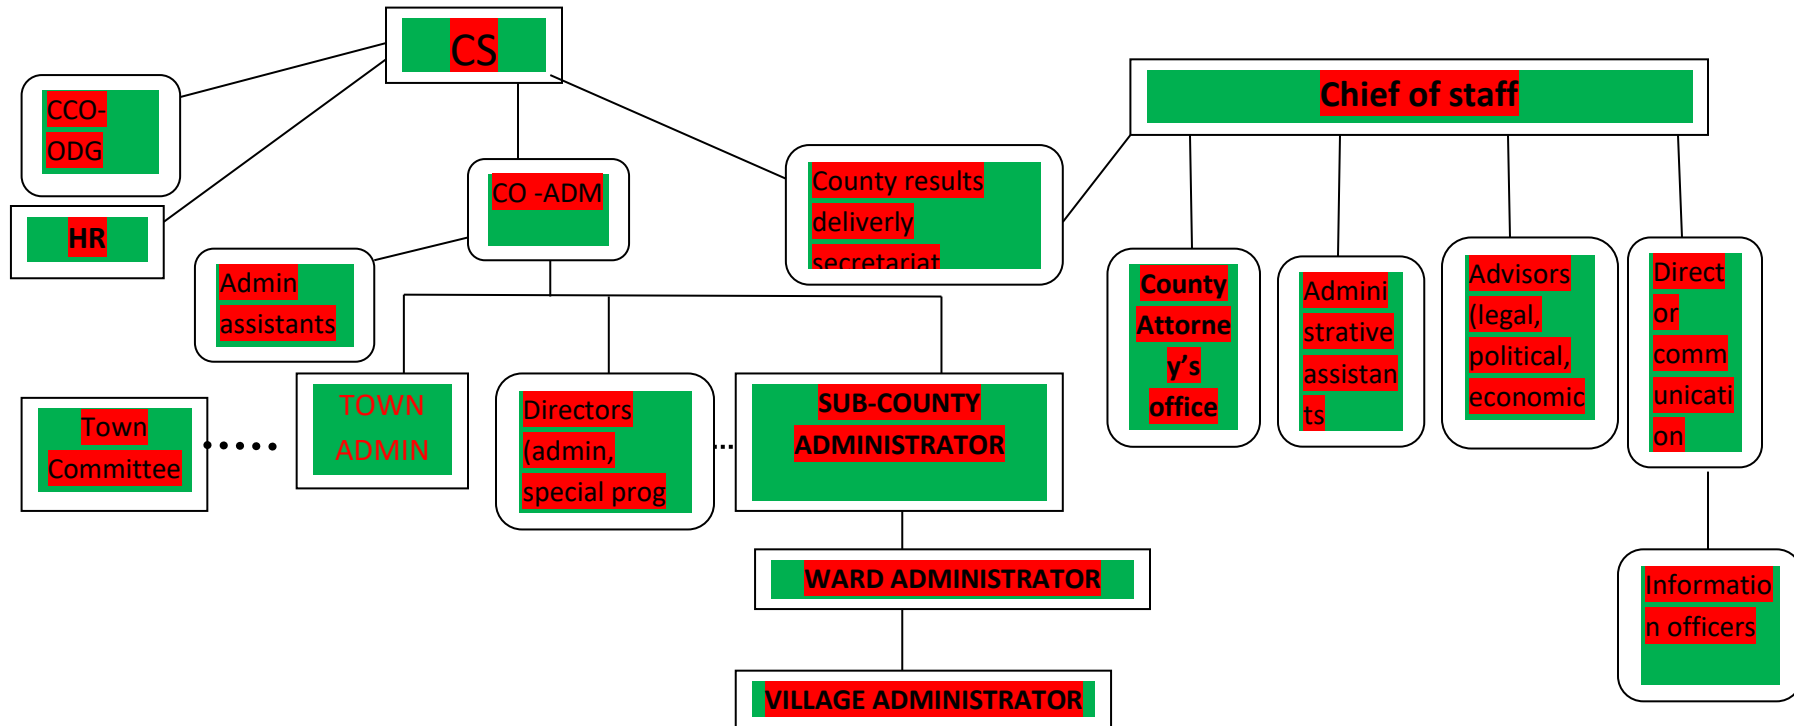 CS
Chief of staff
CCO-
ODG
HR
CO -ADM
County results
deliverly
secretariat
Admin
assistants
County
Attorne
y’s
office
Admini
strative
assistan
ts
Advisors
(legal,
political,
economic
Direct
or
comm
unicati
on
Town
Committee
TOWN
ADMIN
Directors
(admin,
special prog
SUB-COUNTY
ADMINISTRATOR
WARD ADMINISTRATOR
Informatio
n officers
VILLAGE ADMINISTRATOR